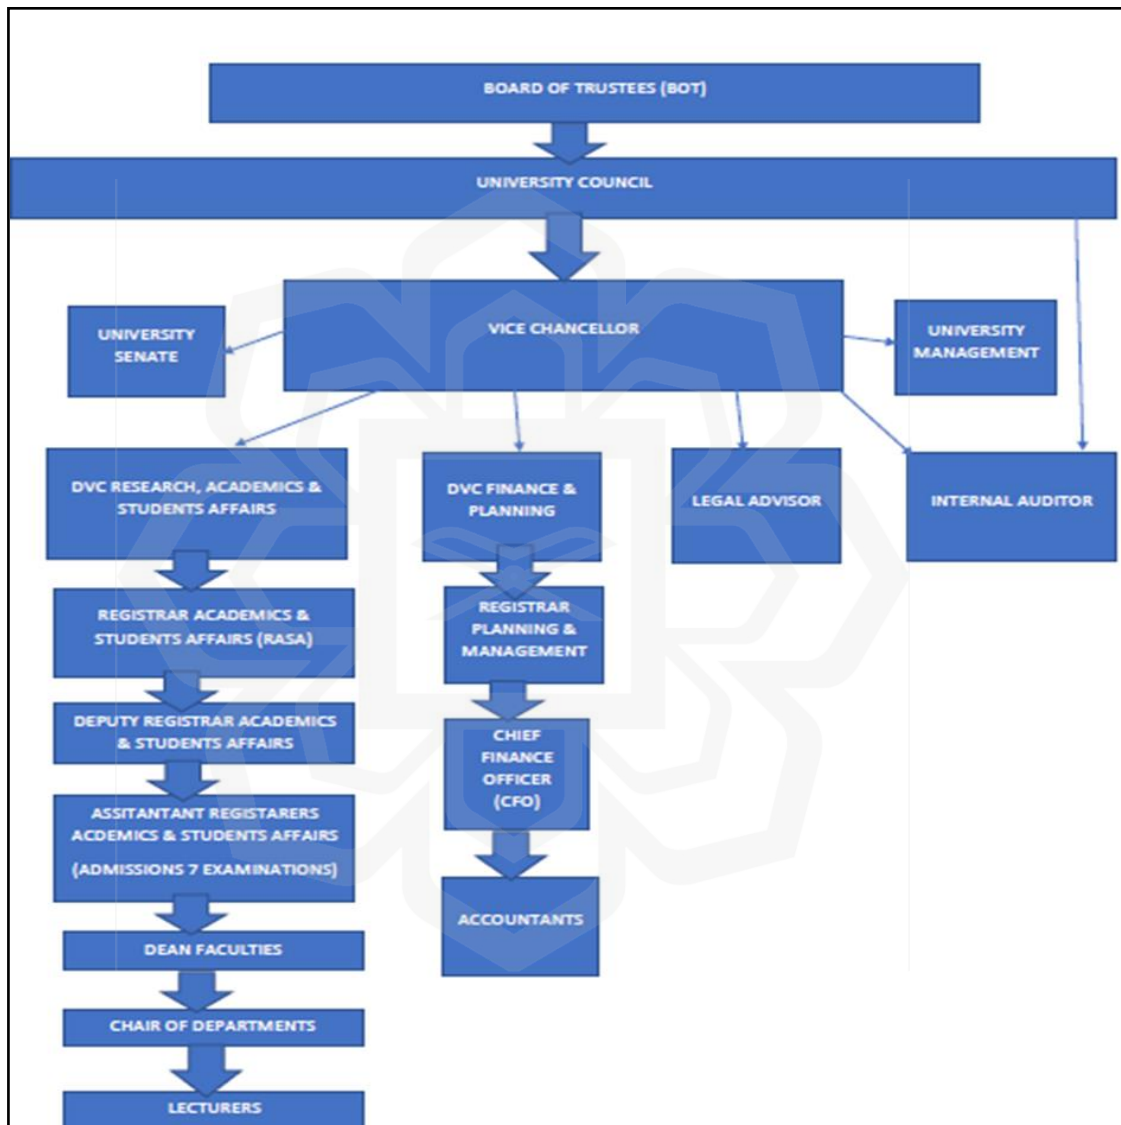 BOARD OF TRUSTEES (BOT)
UNIVERSITY COUNCIL
VICE CHANCELLOR
UNIVERSITY
SENATE
UNIVERSITY
MANAGEMENT
DVC RESEARCH, ACADEMICS &
STUDENTS AFFAIRS
DVC FINANCE &
PLANNING
LEGAL ADVISOR
INTERNAL AUDITOR
REGISTRAR ACADEMICS &
STUDENTS AFFAIRS (RASA)
REGISTRAR
PLANNING &
MANAGEMENT
DEPUTY REGISTRAR ACADEMICS
& STUDENTS AFFAIRS
CHIEF
FINANCE
OFFICER
(CFO)
ASSITANTANT REGISTARERS
ACDEMICS & STUDENTS AFFAIRS
(ADMISSIONS 7 EXAMINATIONS)
ACCOUNTANTS
DEAN FACULTIES
CHAIR OF DEPARTMENTS
LECTURERS